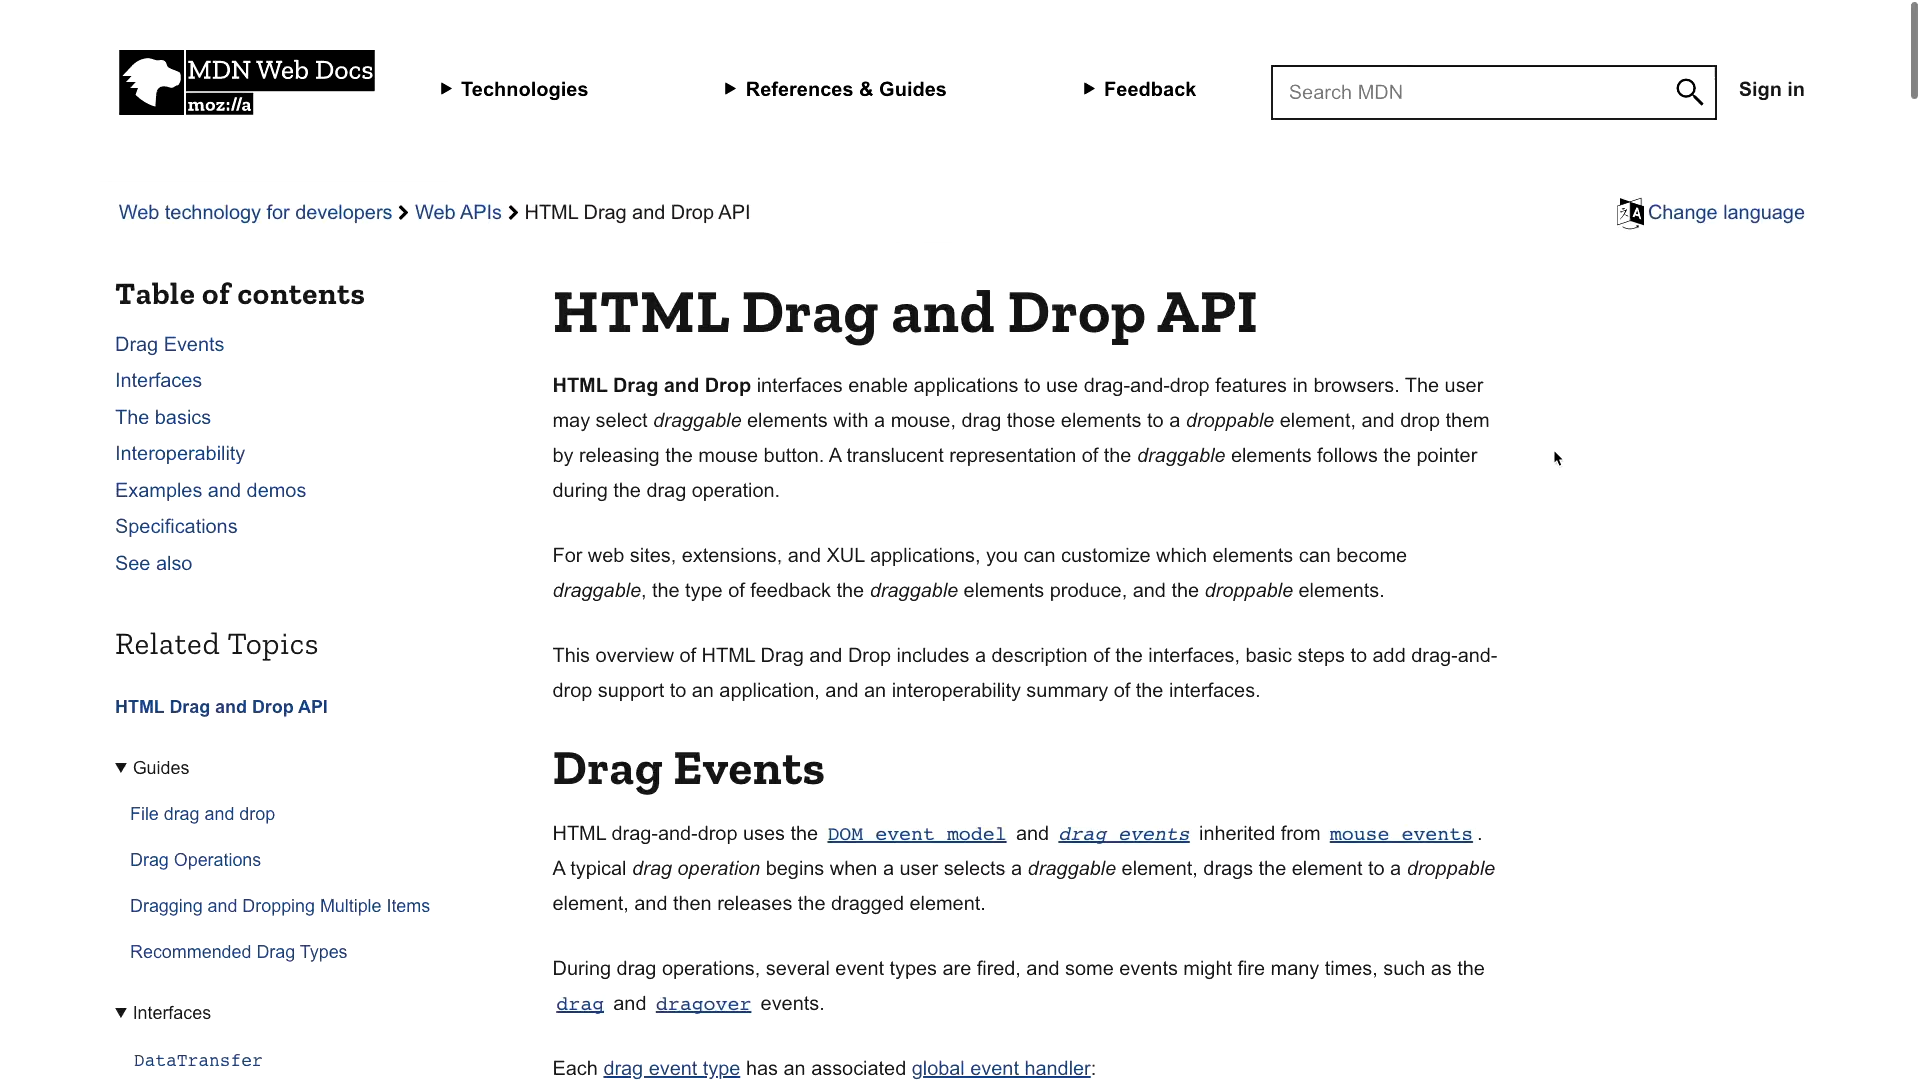 MDN Web Docs
moz://a
Technologies
References & Guides
Feedback
Search MDN
Sign in
Web technology for developers
Web APIs
HTML Drag and Drop API
Change language
Table of contents
Drag Events
Interfaces
The basics
Interoperability
Examples and demos
Specifications
See also
Related Topics
HTML Drag and Drop API
Guides
File drag and drop
Drag Operations
Dragging and Dropping Multiple Items
Recommended Drag Types
Interfaces
DataTransfer
HTML Drag and Drop API
HTML Drag and Drop interfaces enable applications to use drag-and-drop features in browsers. The user
may select draggable elements with a mouse, drag those elements to a droppable element, and drop them
by releasing the mouse button. A translucent representation of the draggable elements follows the pointer
during the drag operation.
For web sites, extensions, and XUL applications, you can customize which elements can become
draggable, the type of feedback the draggable elements produce, and the droppable elements.
This overview of HTML Drag and Drop includes a description of the interfaces, basic steps to add drag-and-
drop support to an application, and an interoperability summary of the interfaces.
Drag Events
HTML drag-and-drop uses the DOM event model and drag events inherited from mouse events.
A typical drag operation begins when a user selects a draggable element, drags the element to a droppable
element, and then releases the dragged element.
During drag operations, several event types are fired, and some events might fire many times, such as the
drag and dragover events.
Each drag event type has an associated global event handler: